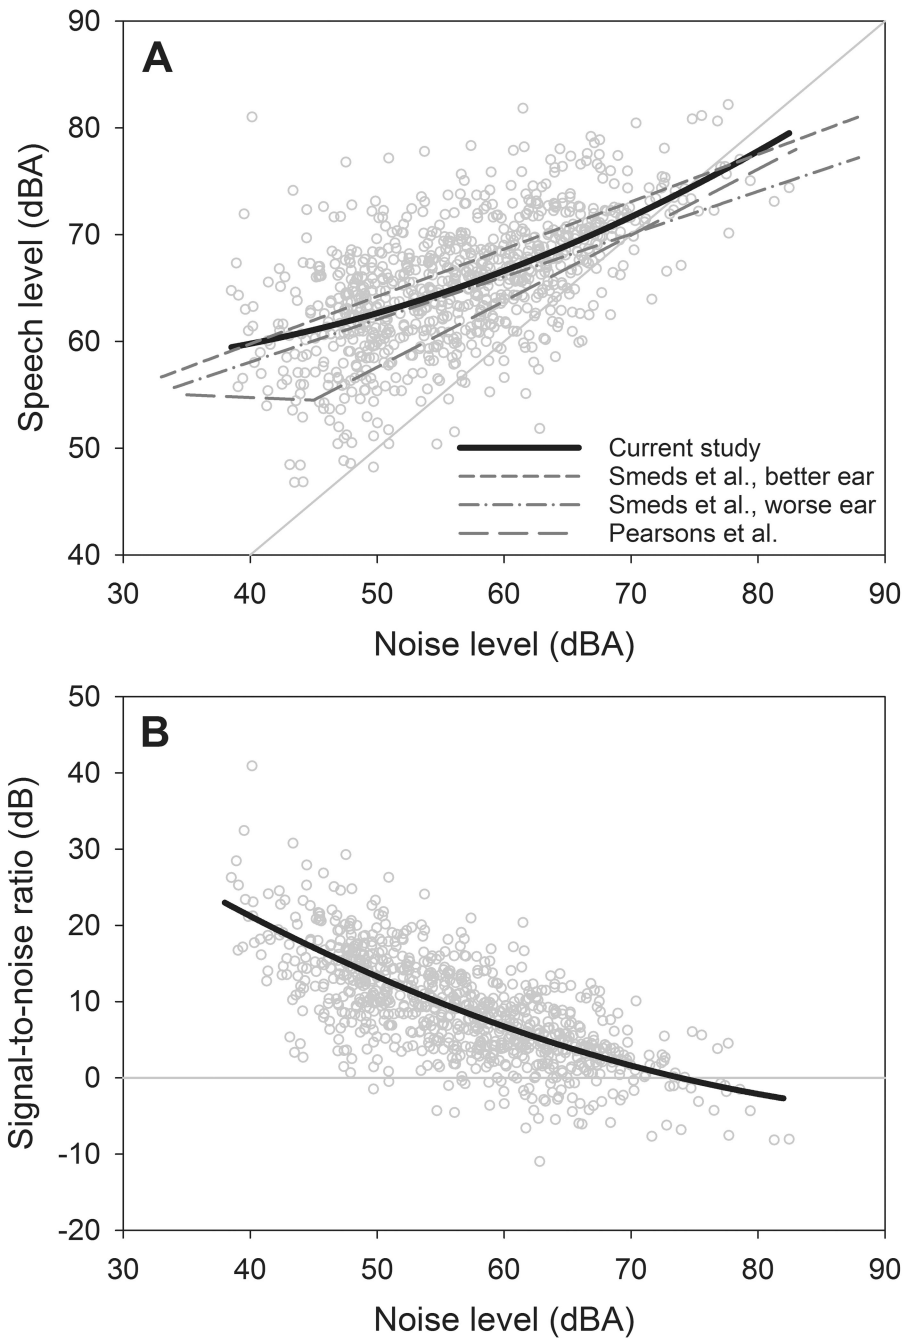 A
Speech level (dBA)
90
80
70
60
50
40
Current study
Smeds et al., better ear
Smeds et al., worse ear
Pearsons et al.
30 40 50 60 70 80 90
Noise level (dBA)
B
Signal-to-noise ratio (dB)
50
40
30
20
10
0
-10
-20
30 40 50 60 70 80 90
Noise level (dBA)